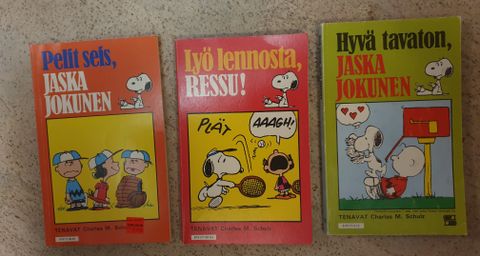 Pelit seis,
JASKA
JOKUNEN
TENAVAT Charles M.
Lyö lennosta,
RESSU!
PLÄT
AAAGH!
TENAVAT Charles M. Schulz
Hyvä tavaton,
JASKA
JOKUNEN
TENAVAT Charles M. Schulz